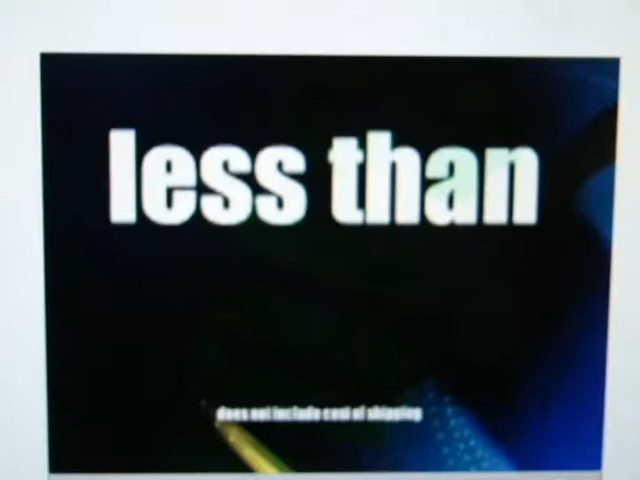 less than
does not include cost of shipping